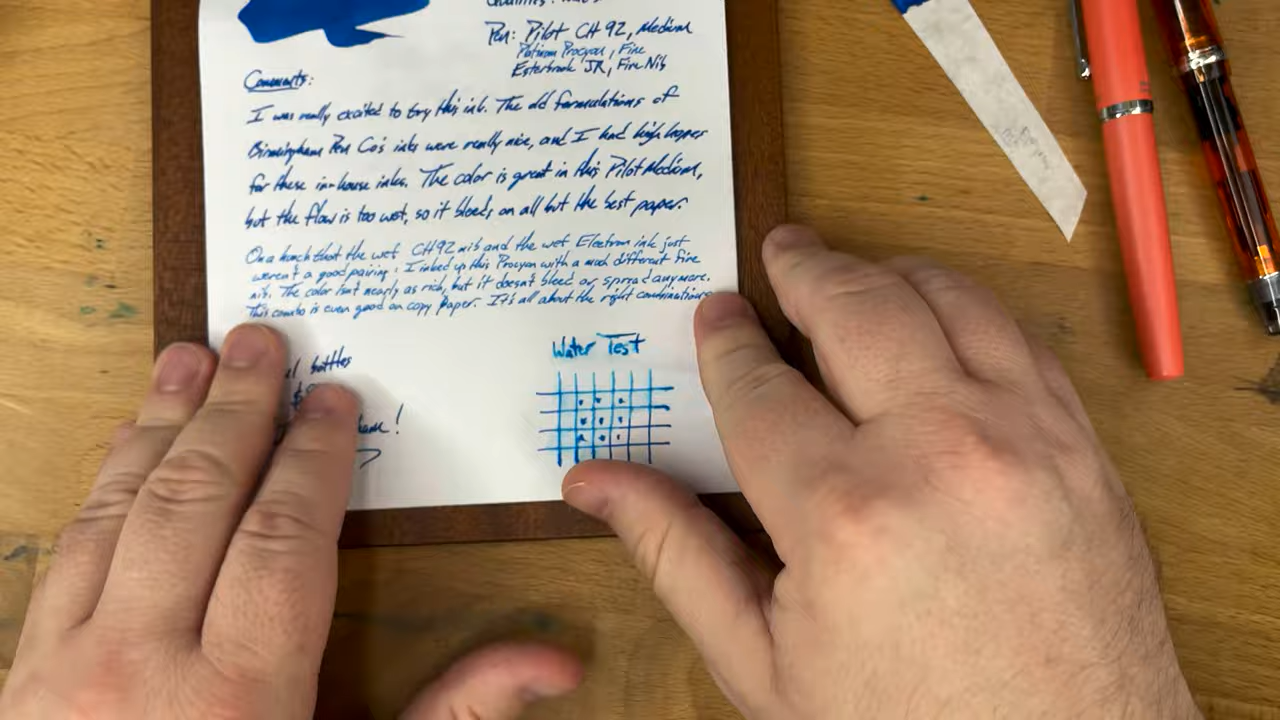 Pen: Pilot CH 92, Medium
Platinum Procyon, Fine
Esterbrook JR, Fine Nib
Comments:
I was really excited to try this ink. The old formulations of
Birmingham Pen Co's inks were really nice, and I had high hopes
for these in-house inks. The color is great in this Pilot Medium,
but the flow is too wet, so it bleeds on all but the best paper.
On a hunch that the wet CH92 nib and the wet Electron ink just
weren't a good pairing, I inked up this Procyon with a much different fine
nib. The color isn't nearly as rich, but it doesn't bleed or spread anymore.
This combo is even good on copy paper. It's all about the right combinations
bottles
Water Test